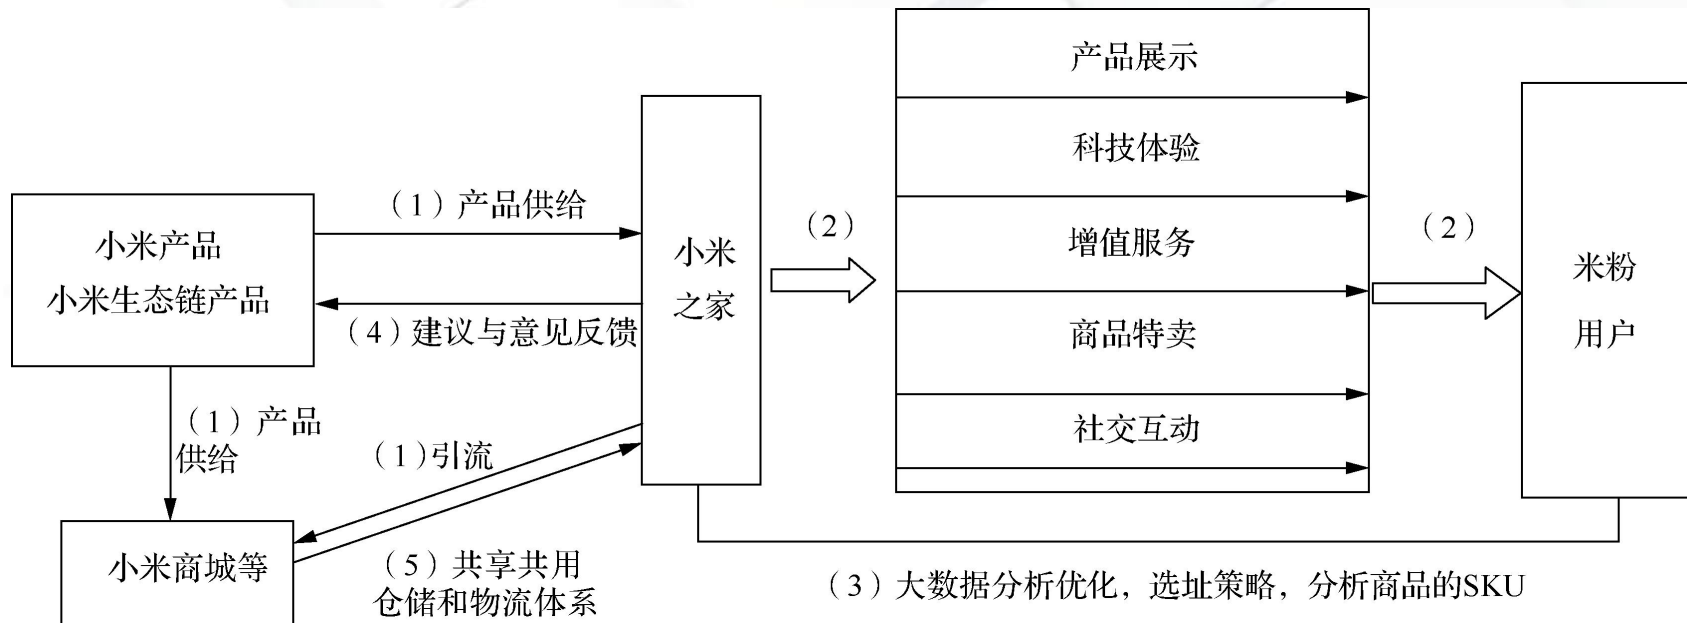 产品展示
科技体验
增值服务
商品特卖
社交互动
（1）产品供给
小米产品
小米生态链产品
（4）建议与意见反馈
小米
之家
（2）
（2）
米粉
用户
（1）产品
供给
（1）引流
小米商城等
（5）共享共用
仓储和物流体系
（3）大数据分析优化，选址策略，分析商品的SKU